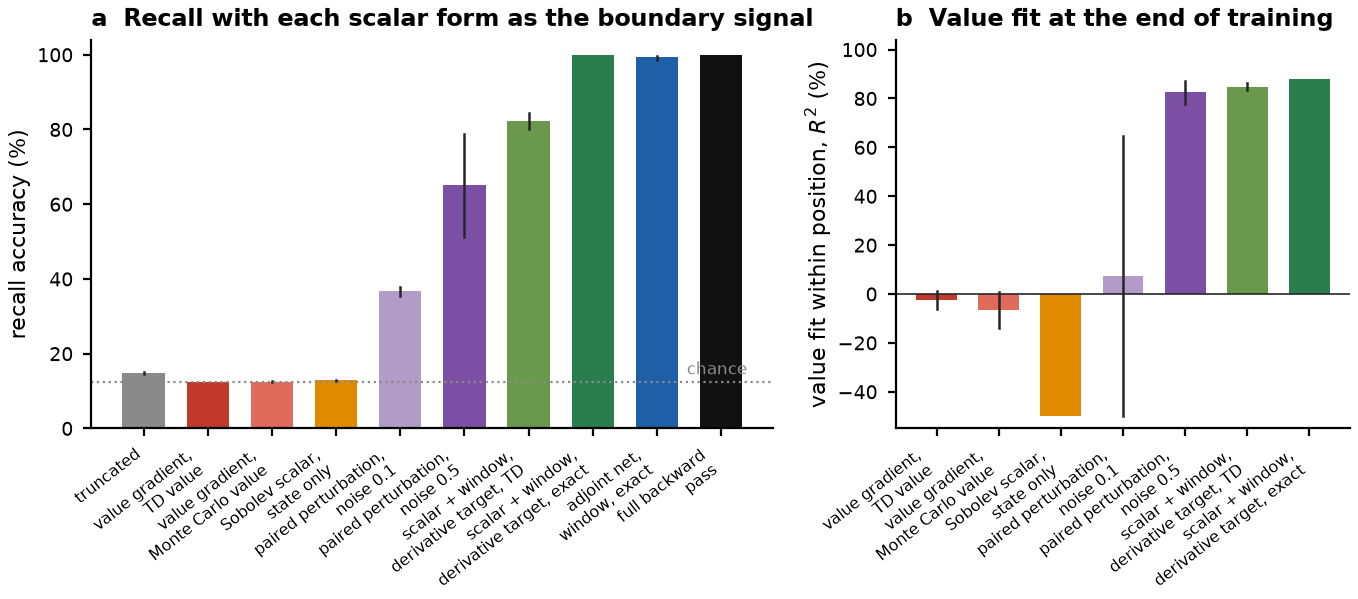 a  Recall with each scalar form as the boundary signal
recall accuracy (%)
100
80
60
40
20
0
chance
truncated
value gradient,
TD value
value gradient,
Monte Carlo value
Sobolev scalar,
state only
paired perturbation,
noise 0.1
paired perturbation,
noise 0.5
scalar + window,
derivative target, TD
scalar + window,
derivative target, exact
adjoint net,
window, exact
full backward
pass
b  Value fit at the end of training
value fit within position, R² (%)
100
80
60
40
20
0
−20
−40
value gradient,
TD value
value gradient,
Monte Carlo value
Sobolev scalar,
state only
paired perturbation,
noise 0.1
paired perturbation,
noise 0.5
scalar + window,
derivative target, TD
scalar + window,
derivative target, exact